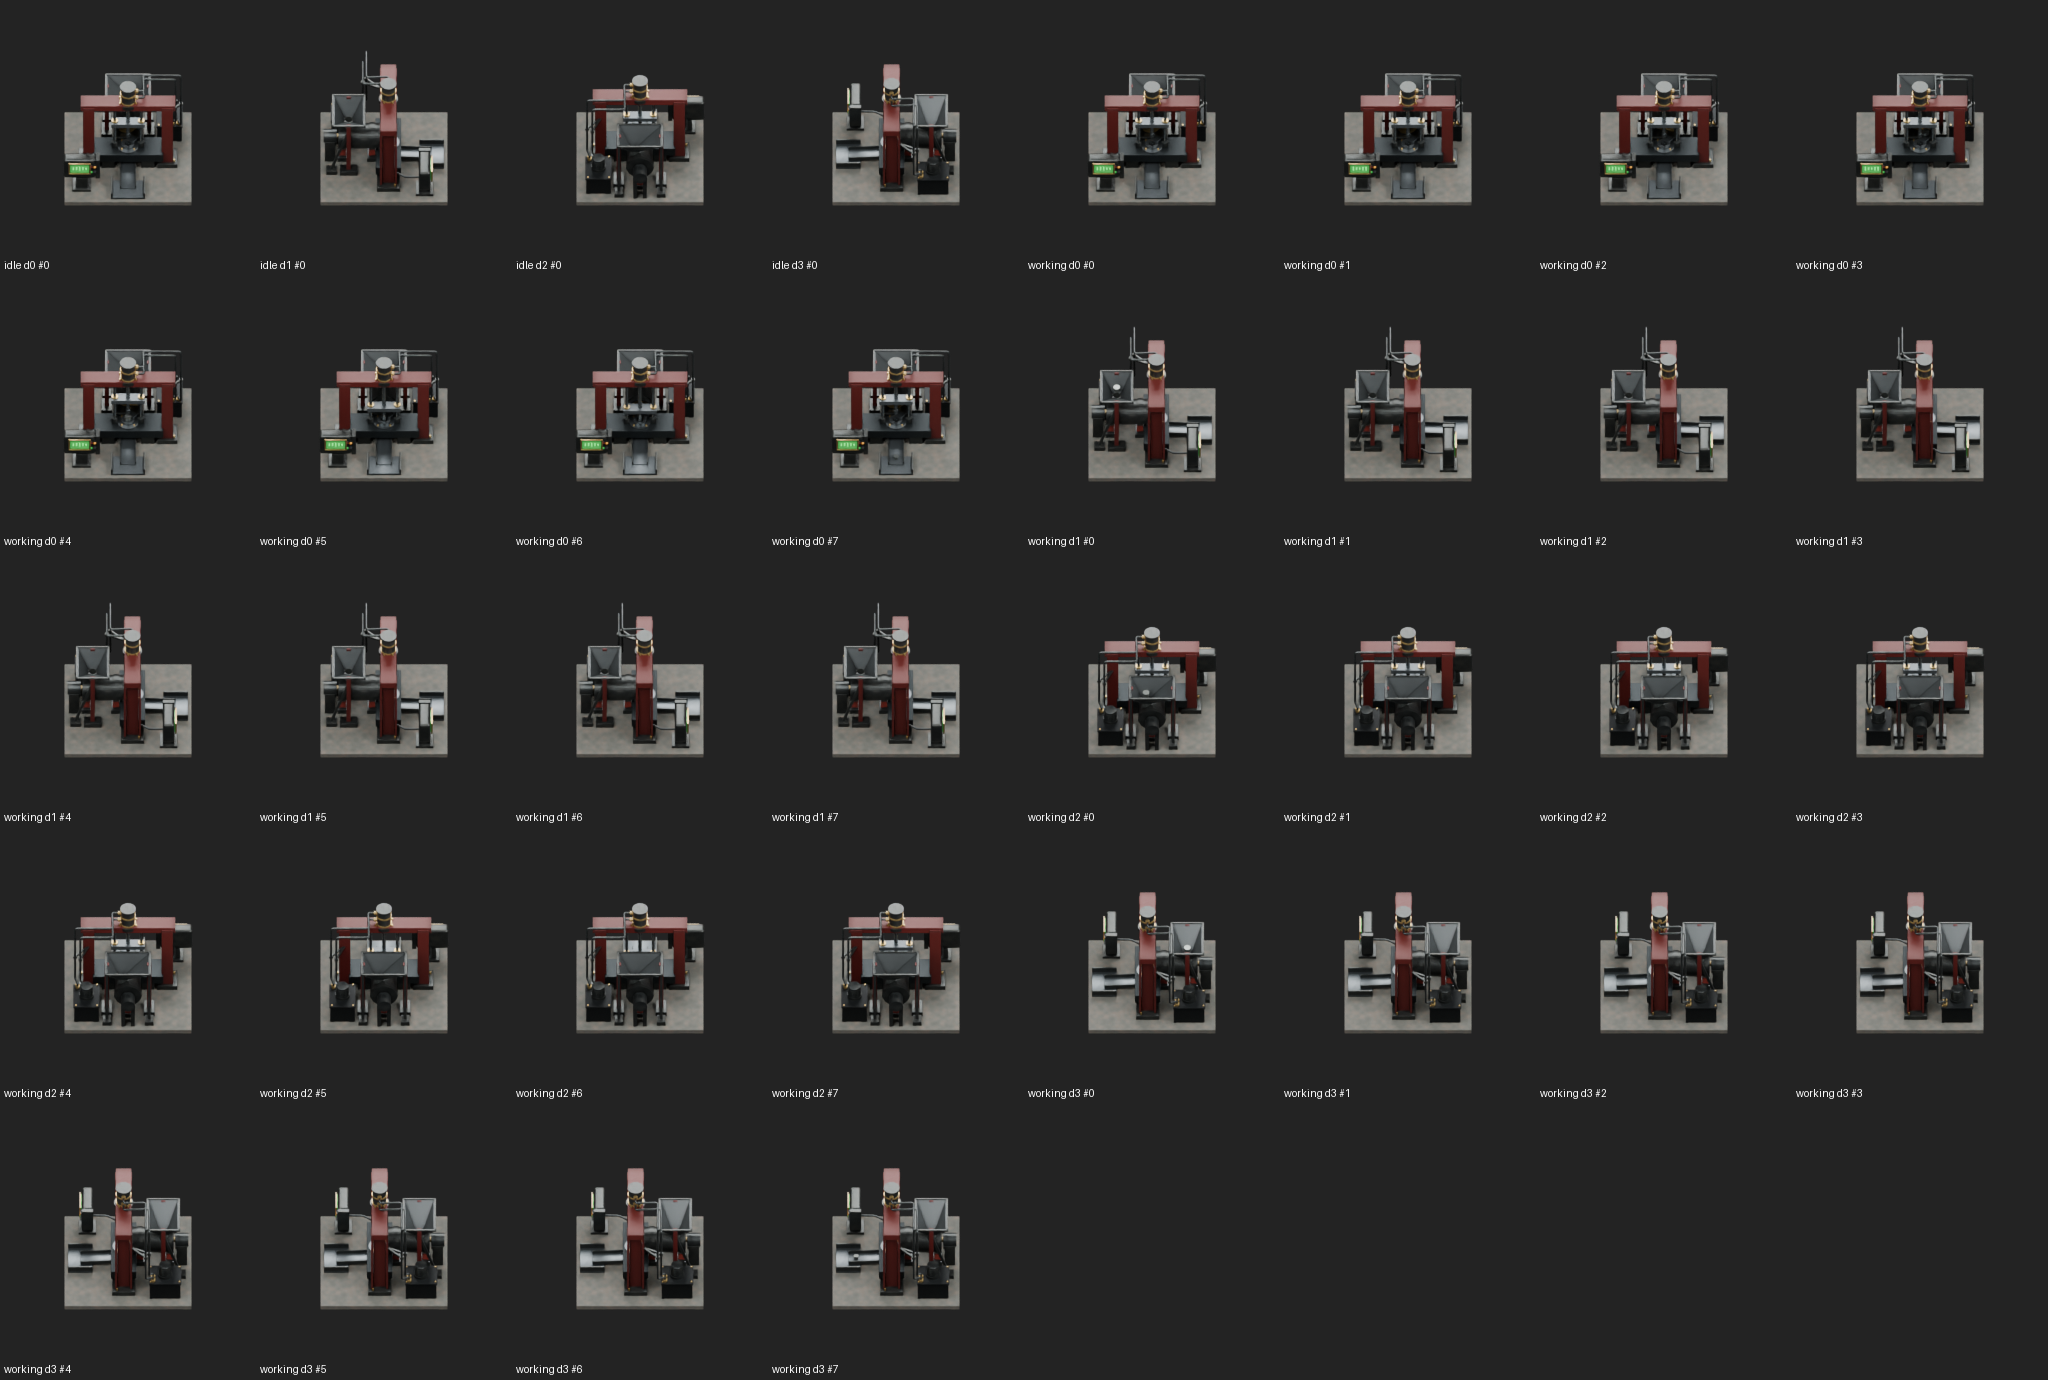 idle d0 #0
idle d1 #0
idle d2 #0
idle d3 #0
working d0 #0
working d0 #1
working d0 #2
working d0 #3
working d0 #4
working d0 #5
working d0 #6
working d0 #7
working d1 #0
working d1 #1
working d1 #2
working d1 #3
working d1 #4
working d1 #5
working d1 #6
working d1 #7
working d2 #0
working d2 #1
working d2 #2
working d2 #3
working d2 #4
working d2 #5
working d2 #6
working d2 #7
working d3 #0
working d3 #1
working d3 #2
working d3 #3
working d3 #4
working d3 #5
working d3 #6
working d3 #7